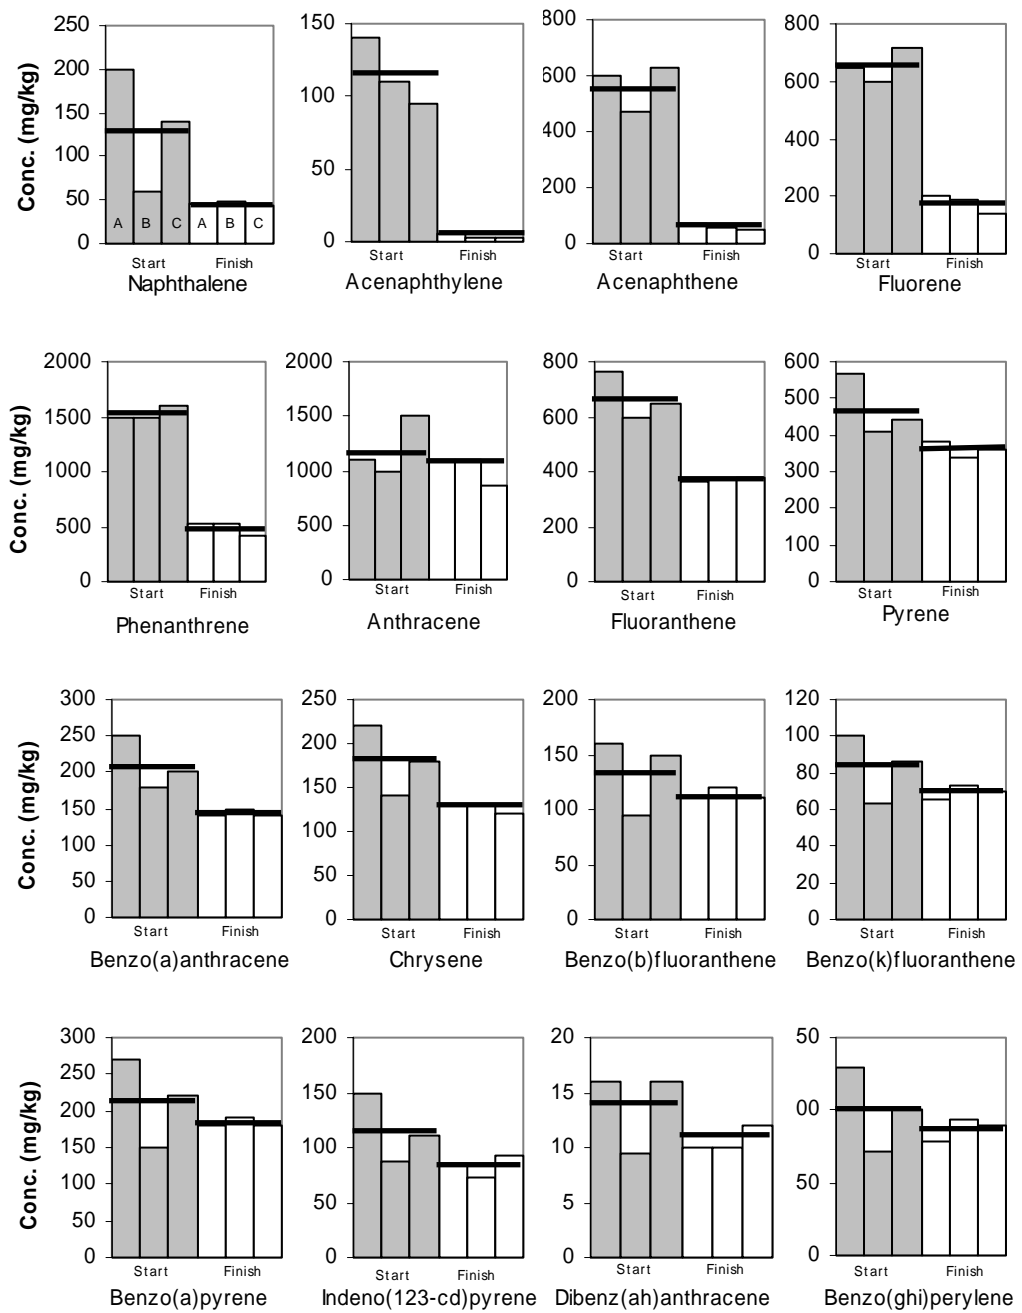 Conc. (mg/kg)
250
200
150
100
50
0
A B C A B C
Start Finish
Naphthalene
150
100
50
0
Start Finish
Acenaphthylene
800
600
400
200
0
Start Finish
Acenaphthene
800
600
400
200
0
Start Finish
Fluorene
Conc. (mg/kg)
2000
1500
1000
500
0
Start Finish
Phenanthrene
2000
1500
1000
500
0
Start Finish
Anthracene
800
600
400
200
0
Start Finish
Fluoranthene
600
500
400
300
200
100
0
Start Finish
Pyrene
Conc. (mg/kg)
300
250
200
150
100
50
0
Start Finish
Benzo(a)anthracene
250
200
150
100
50
0
Start Finish
Chrysene
200
150
100
50
0
Start Finish
Benzo(b)fluoranthene
120
100
80
60
40
20
0
Start Finish
Benzo(k)fluoranthene
Conc. (mg/kg)
300
250
200
150
100
50
0
Start Finish
Benzo(a)pyrene
200
150
100
50
0
Start Finish
Indeno(123-cd)pyrene
20
15
10
5
0
Start Finish
Dibenz(ah)anthracene
50
00
50
0
Start Finish
Benzo(ghi)perylene